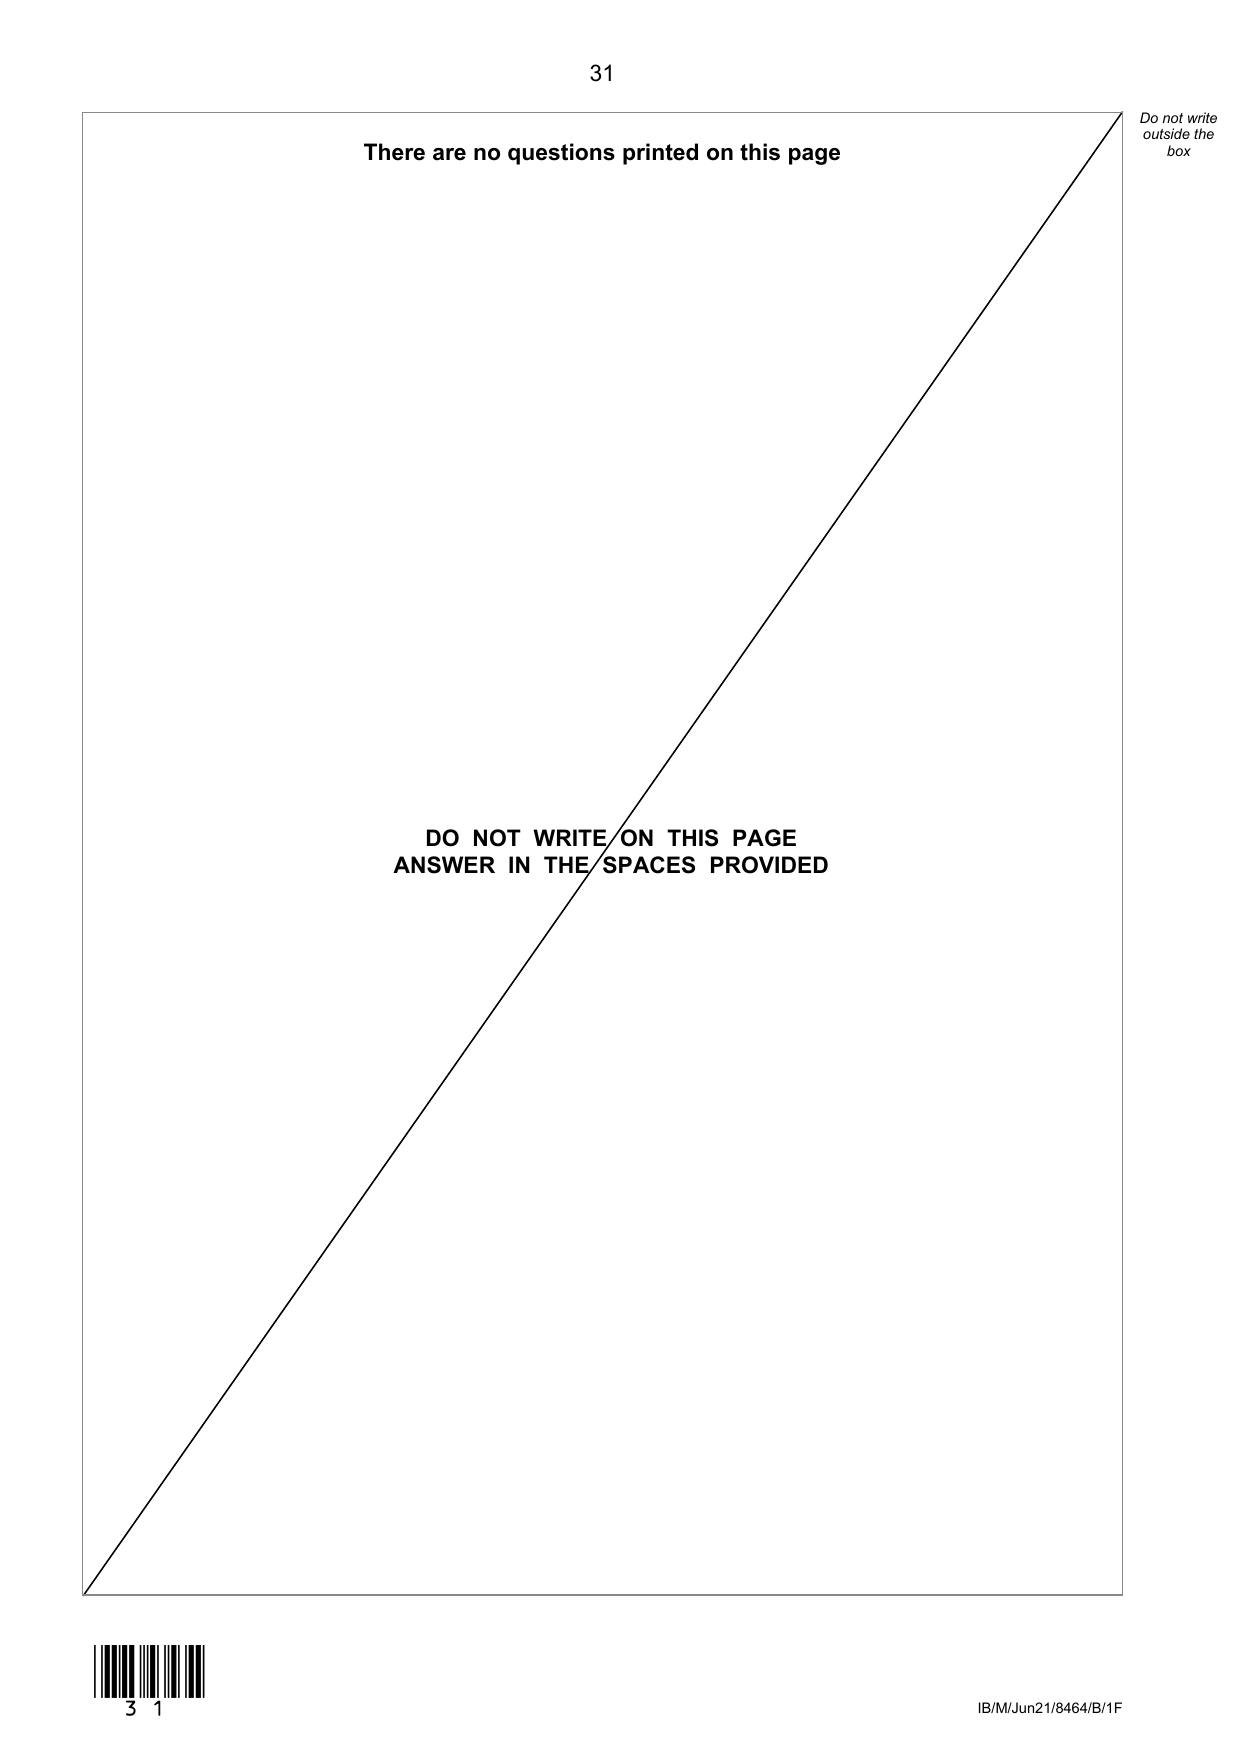 31
Do not write
outside the
box
There are no questions printed on this page
DO NOT WRITE ON THIS PAGE
ANSWER IN THE SPACES PROVIDED
3 1
IB/M/Jun21/8464/B/1F